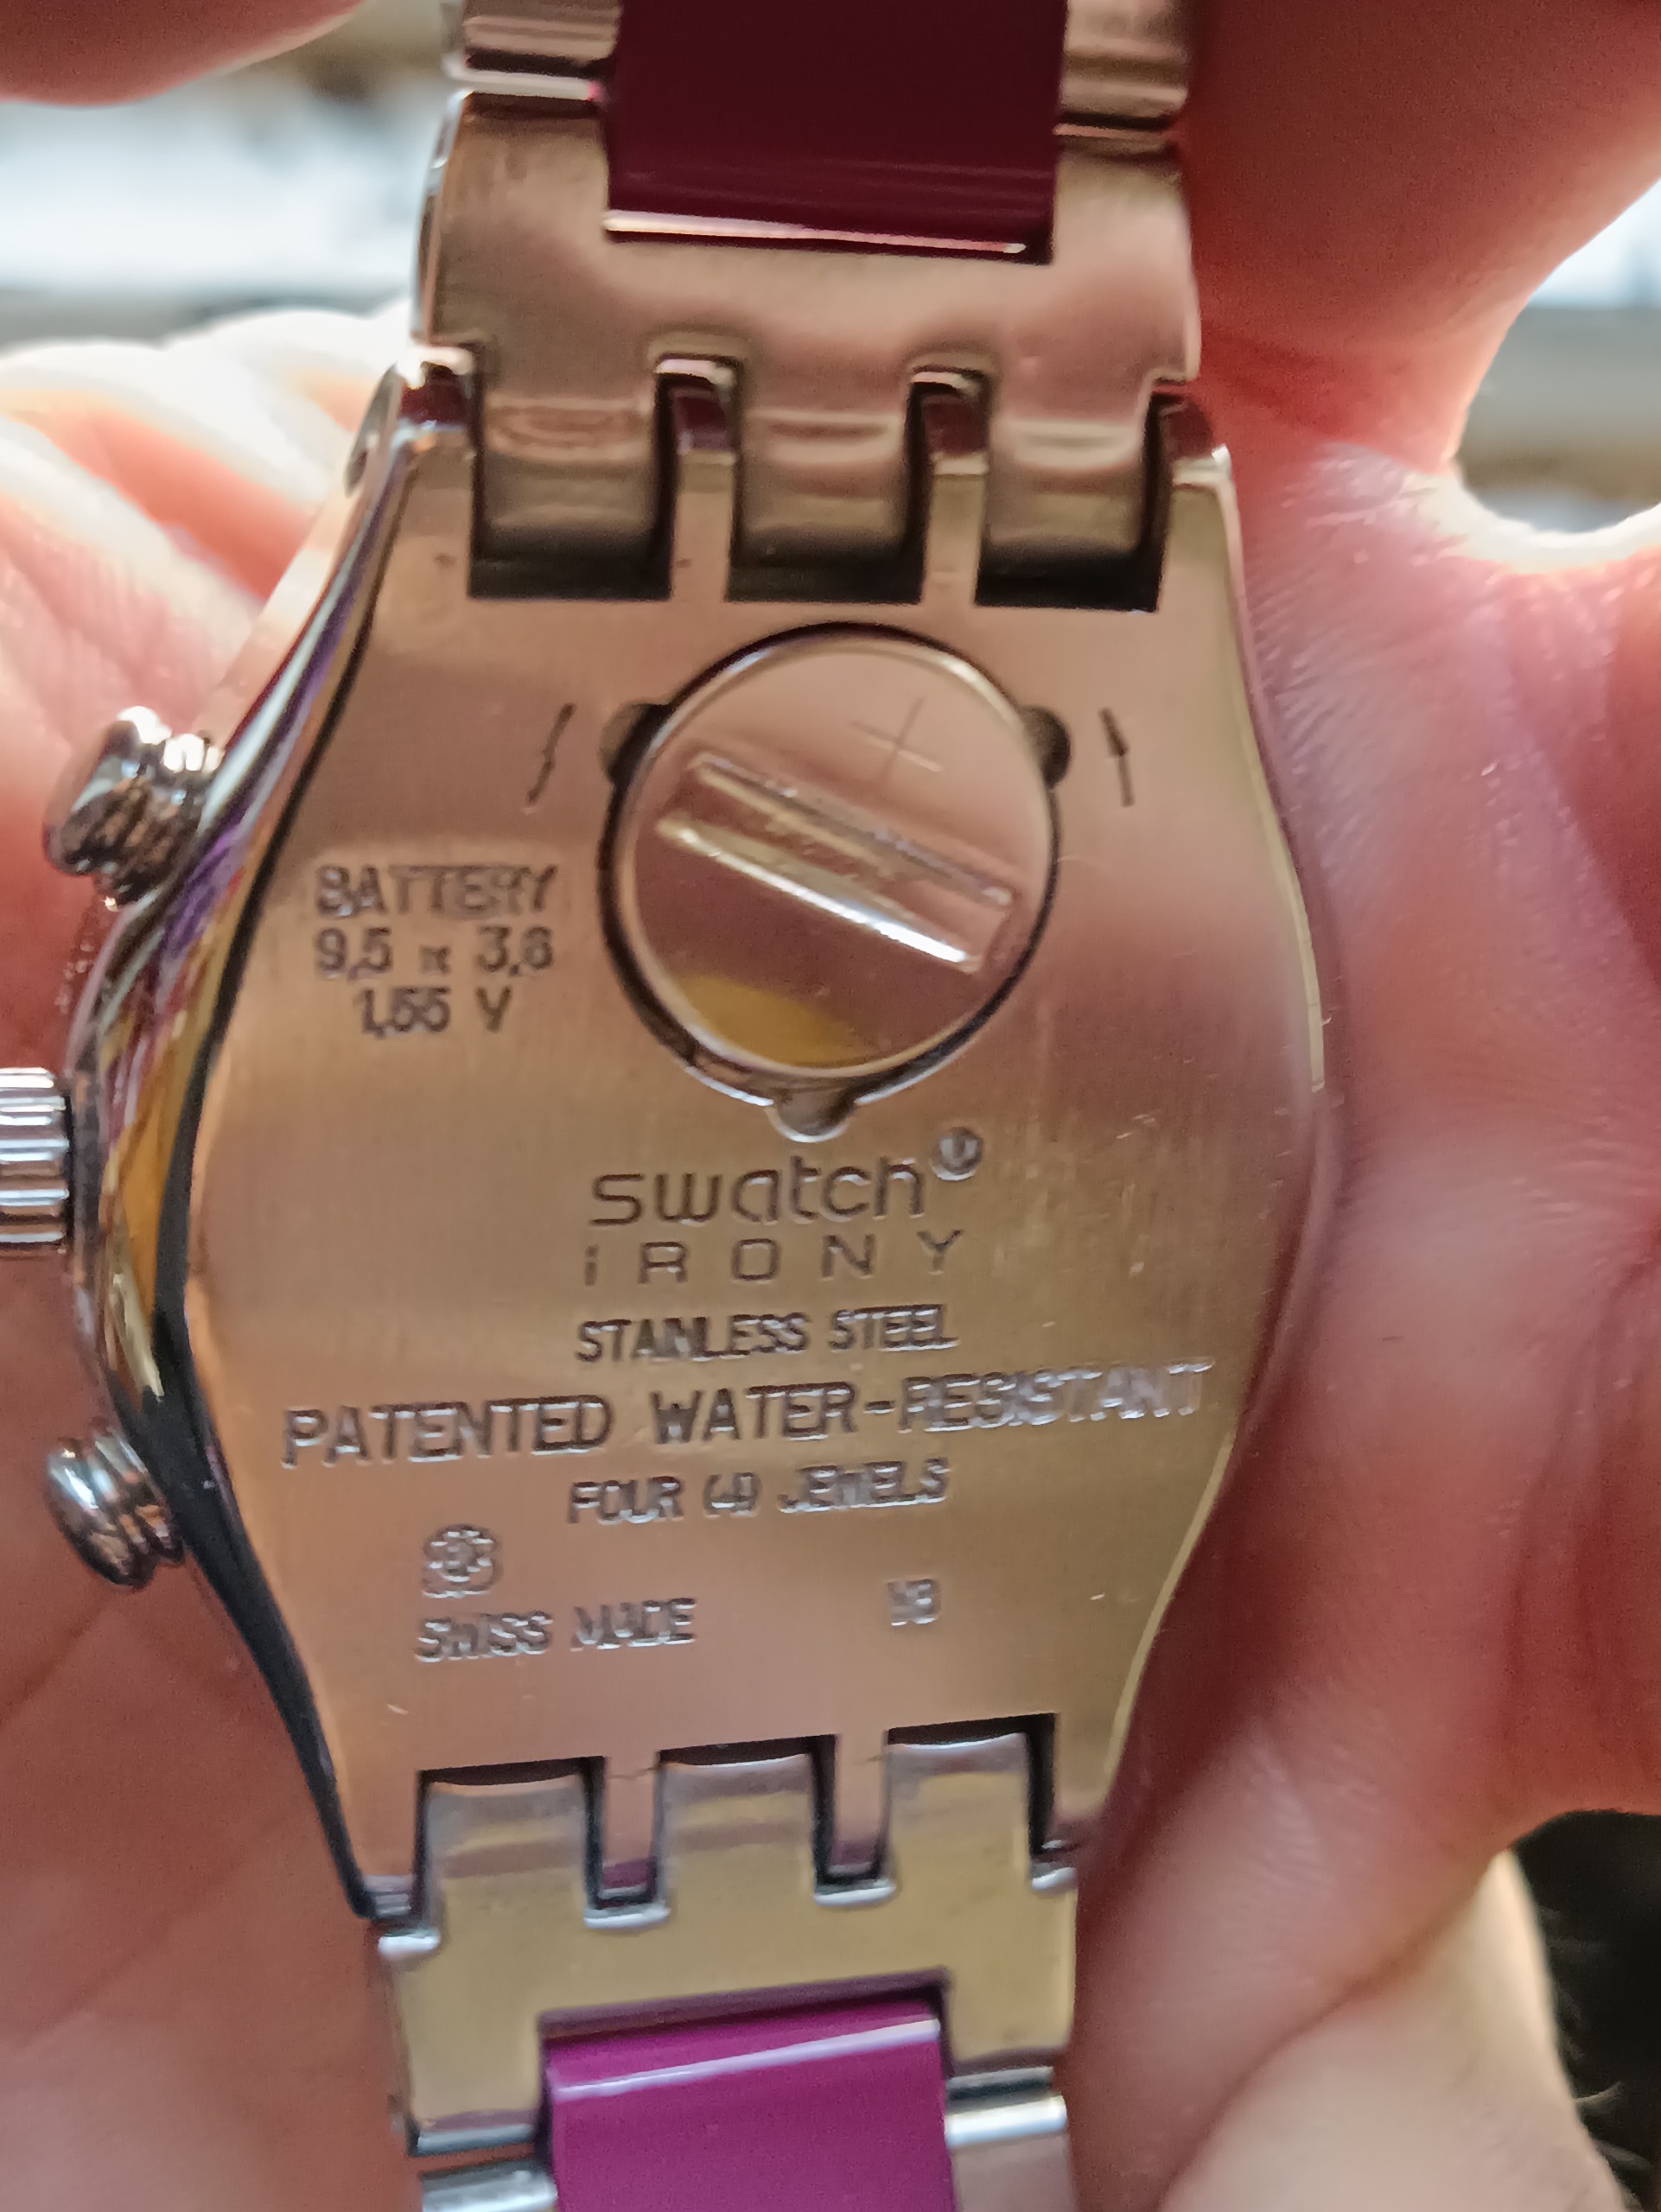 BATTERY
9,5 x 3,6
1,55 V
swatch®
iRONY
STAINLESS STEEL
PATENTED WATER-RESISTANT
FOUR (4) JEWELS
SWISS MADE